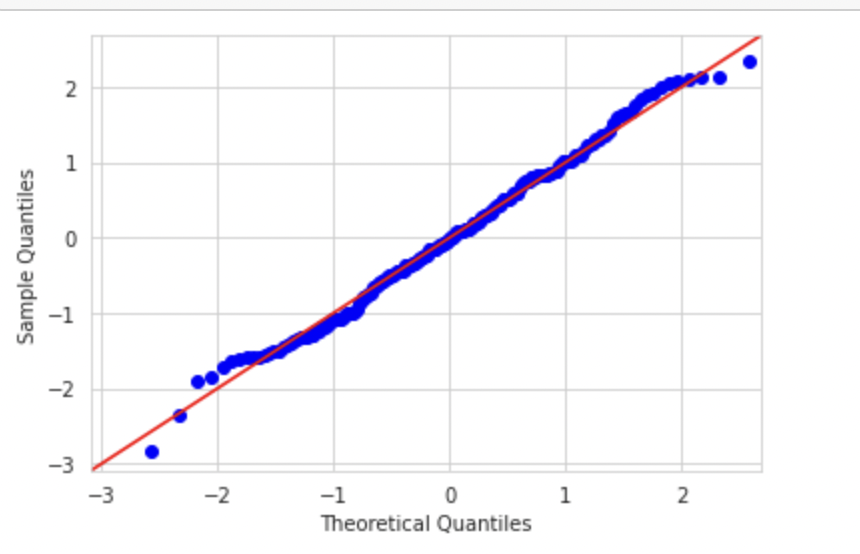 2
1
0
−1
−2
−3
Sample Quantiles
−3 −2 −1 0 1 2
Theoretical Quantiles